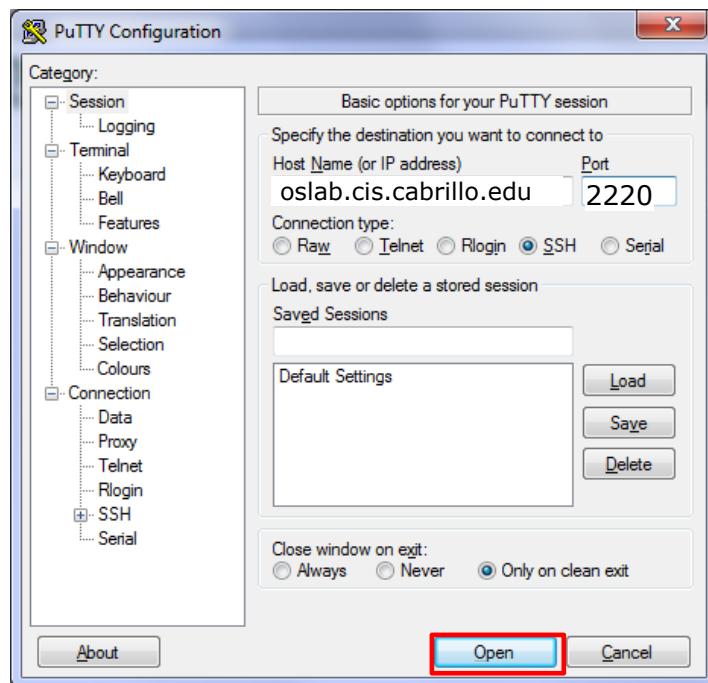 PuTTY Configuration
Category:
Session
Logging
Terminal
Keyboard
Bell
Features
Window
Appearance
Behaviour
Translation
Selection
Colours
Connection
Data
Proxy
Telnet
Rlogin
SSH
Serial
Basic options for your PuTTY session
Specify the destination you want to connect to
Host Name (or IP address) Port
oslab.cis.cabrillo.edu 2220
Connection type:
Raw Telnet Rlogin SSH Serial
Load, save or delete a stored session
Saved Sessions
Default Settings
Load
Save
Delete
Close window on exit:
Always Never Only on clean exit
About Open Cancel